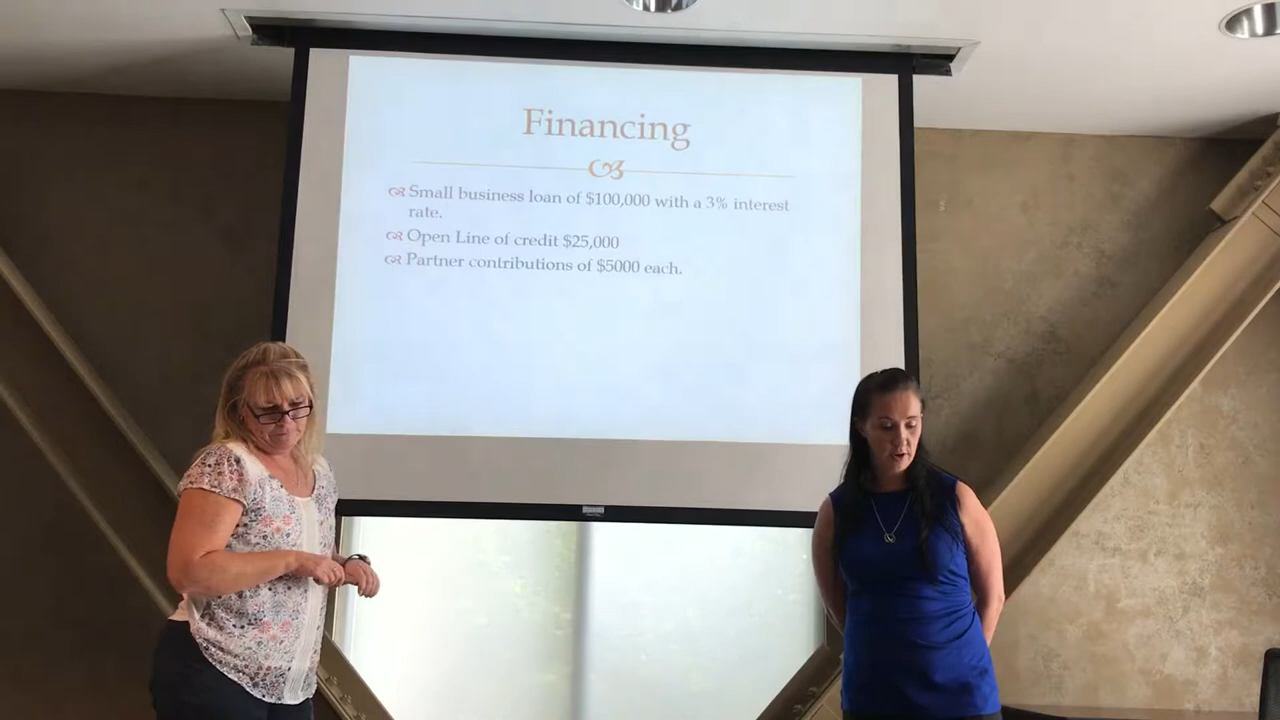 Financing
Small business loan of $100,000 with a 3% interest
rate.
Open Line of credit $25,000
Partner contributions of $5000 each.